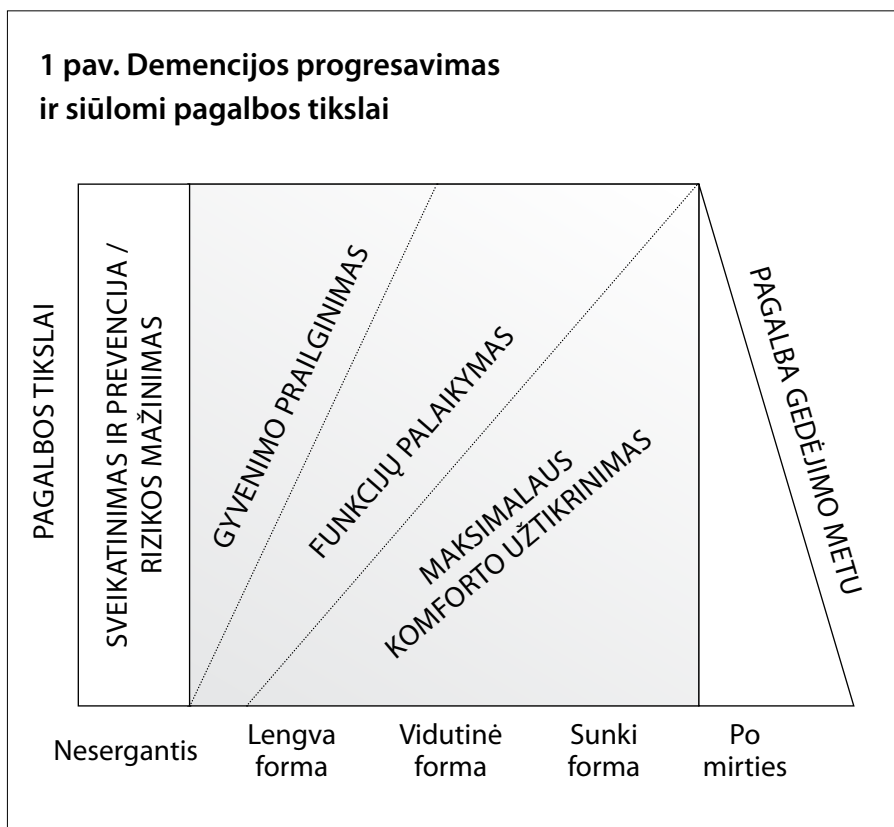 1 pav. Demencijos progresavimas
ir siūlomi pagalbos tikslai
PAGALBOS TIKSLAI
SVEIKATINIMAS IR PREVENCIJA /
RIZIKOS MAŽINIMAS
GYVENIMO PRAILGINIMAS
FUNKCIJŲ PALAIKYMAS
MAKSIMALAUS
KOMFORTO UŽTIKRINIMAS
PAGALBA GEDĖJIMO METU
Nesergantis
Lengva
forma
Vidutinė
forma
Sunki
forma
Po
mirties